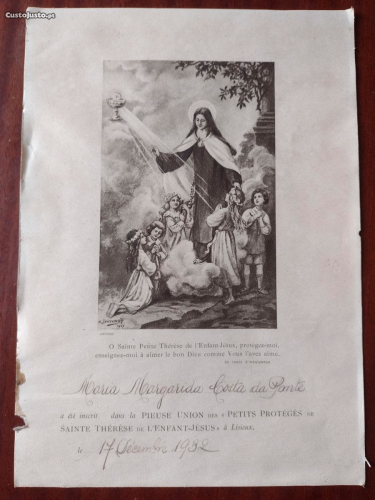 CustoJusto.pt
O Sainte Petite Thérèse de l'Enfant-Jésus, protégez-moi,
enseignez-moi à aimer le bon Dieu comme Vous l'avez aimé.
Maria Margarida Costa da Ponte
a été inscrit dans la PIEUSE UNION DES « PETITS PROTÉGÉS DE
SAINTE THÉRÈSE DE L'ENFANT-JÉSUS » à Lisieux.
le 17 Décembre 1932